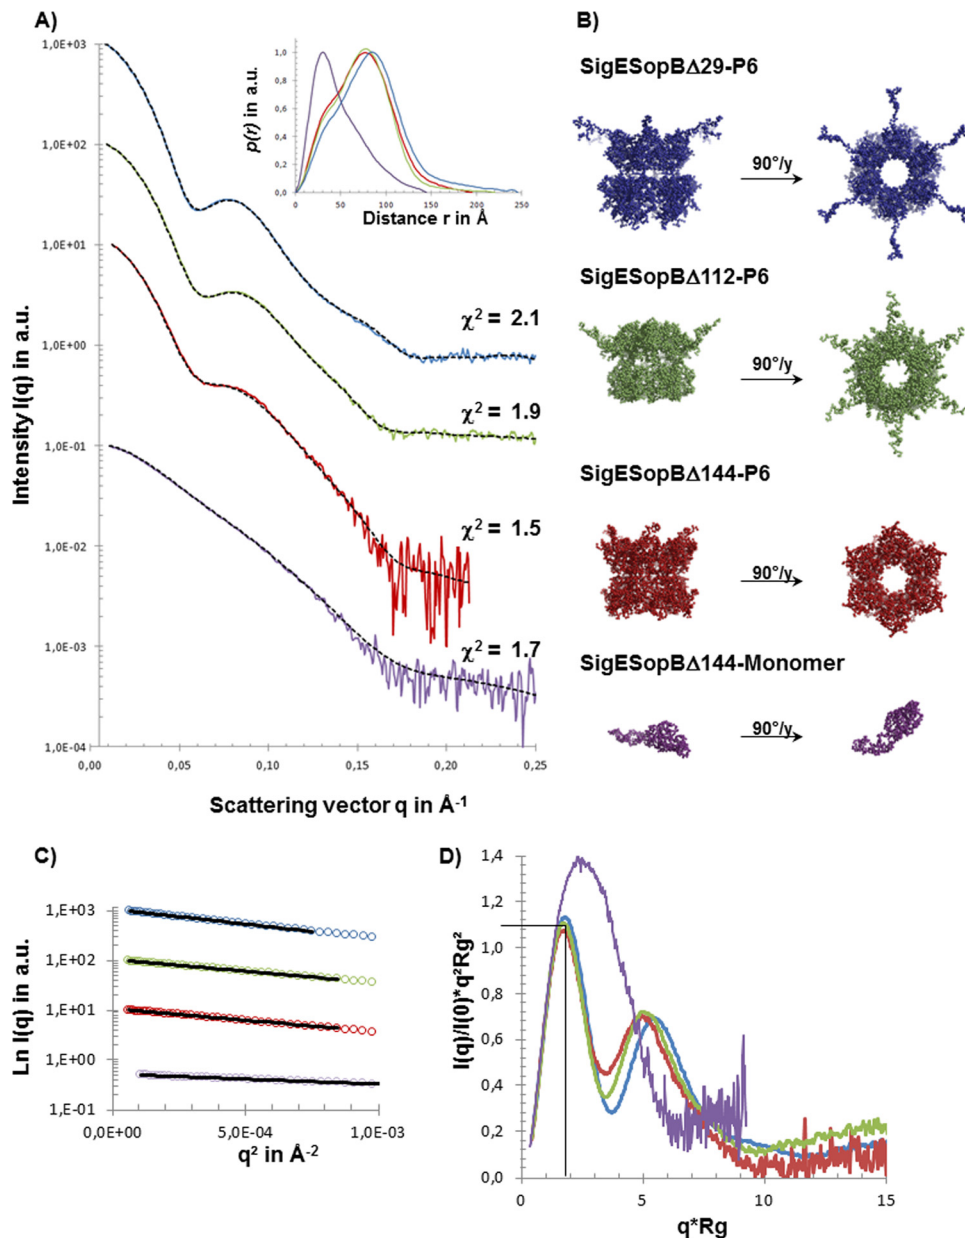 A)
1,0E+03
1,0E+02
1,0E+01
1,0E+00
1,0E-01
1,0E-02
1,0E-03
1,0E-04
Intensity I(q) in a.u.
0,00 0,05 0,10 0,15 0,20 0,25
Scattering vector q in Å-1
1,0
0,8
0,6
0,4
0,2
0,0
p(r) in a.u.
0 50 100 150 200 250
Distance r in Å
χ2 = 2.1
χ2 = 1.9
χ2 = 1.5
χ2 = 1.7
B)
SigESopBΔ29-P6
90°/y
SigESopBΔ112-P6
90°/y
SigESopBΔ144-P6
90°/y
SigESopBΔ144-Monomer
90°/y
C)
1,E+03
1,E+02
1,E+01
1,E+00
1,E-01
Ln I(q) in a.u.
0,0E+00 5,0E-04 1,0E-03
q2 in Å-2
D)
1,4
1,2
1,0
0,8
0,6
0,4
0,2
0,0
I(q)/I(0)*q²Rg²
0 5 10 15
q*Rg